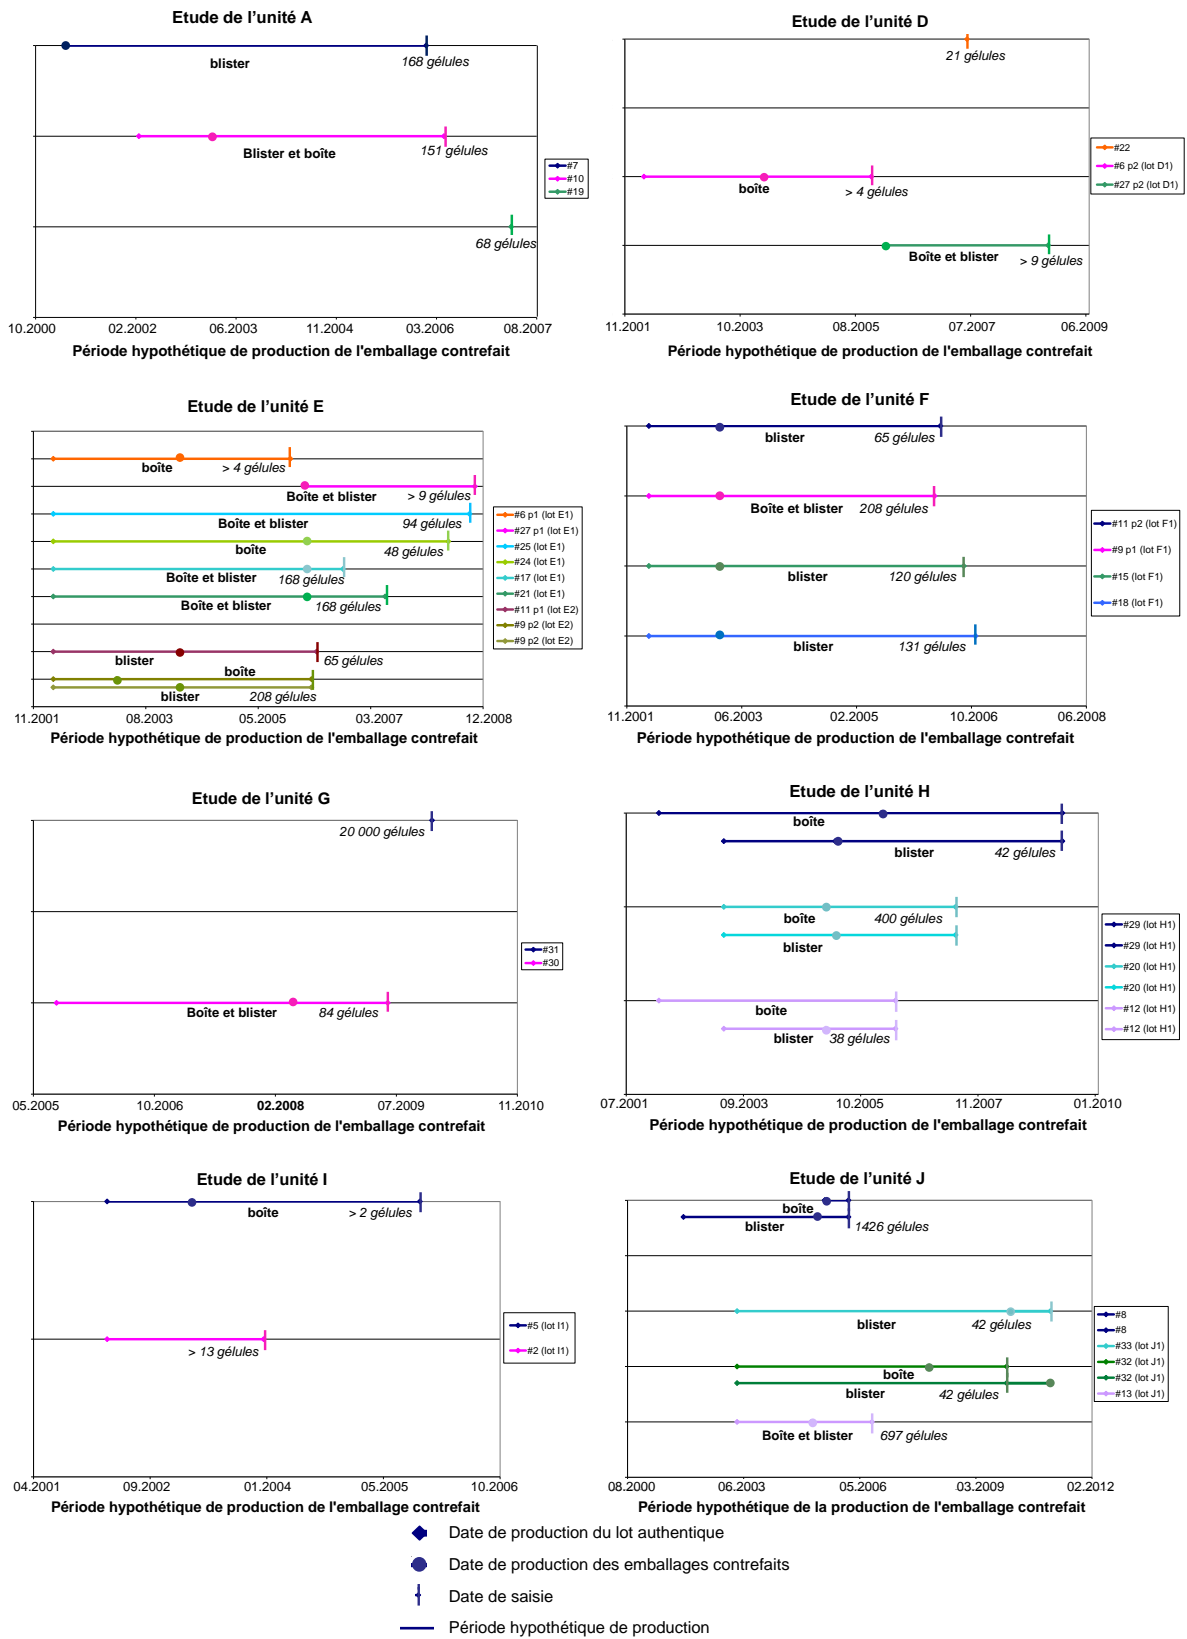 Etude de l'unité A
blister
168 gélules
Blister et boîte
151 gélules
68 gélules
#7
#10
#19
10.2000 02.2002 06.2003 11.2004 03.2006 08.2007
Période hypothétique de production de l'emballage contrefait
Etude de l'unité D
21 gélules
boîte
> 4 gélules
Boîte et blister
> 9 gélules
#22
#6 p2 (lot D1)
#27 p2 (lot D1)
11.2001 10.2003 08.2005 07.2007 06.2009
Période hypothétique de production de l'emballage contrefait
Etude de l'unité E
boîte
> 4 gélules
Boîte et blister
> 9 gélules
Boîte et blister
94 gélules
boîte
48 gélules
Boîte et blister
168 gélules
Boîte et blister
168 gélules
blister
65 gélules
boîte
blister
208 gélules
#6 p1 (lot E1)
#27 p1 (lot E1)
#25 (lot E1)
#24 (lot E1)
#17 (lot E1)
#21 (lot E1)
#11 p1 (lot E2)
#9 p2 (lot E2)
#9 p2 (lot E2)
11.2001 08.2003 05.2005 03.2007 12.2008
Période hypothétique de production de l'emballage contrefait
Etude de l'unité F
blister
65 gélules
Boîte et blister
208 gélules
blister
120 gélules
blister
131 gélules
#11 p2 (lot F1)
#9 p1 (lot F1)
#15 (lot F1)
#18 (lot F1)
11.2001 06.2003 02.2005 10.2006 06.2008
Période hypothétique de production de l'emballage contrefait
Etude de l'unité G
20 000 gélules
Boîte et blister
84 gélules
#31
#30
05.2005 10.2006 02.2008 07.2009 11.2010
Période hypothétique de production de l'emballage contrefait
Etude de l'unité H
boîte
blister
42 gélules
boîte
400 gélules
blister
boîte
blister
38 gélules
#29 (lot H1)
#29 (lot H1)
#20 (lot H1)
#20 (lot H1)
#12 (lot H1)
#12 (lot H1)
07.2001 09.2003 10.2005 11.2007 01.2010
Période hypothétique de production de l'emballage contrefait
Etude de l'unité I
boîte
> 2 gélules
> 13 gélules
#5 (lot I1)
#2 (lot I1)
04.2001 09.2002 01.2004 05.2005 10.2006
Période hypothétique de production de l'emballage contrefait
Etude de l'unité J
boîte
blister
1426 gélules
blister
42 gélules
boîte
blister
42 gélules
Boîte et blister
697 gélules
#8
#8
#33 (lot J1)
#32 (lot J1)
#32 (lot J1)
#13 (lot J1)
08.2000 06.2003 05.2006 03.2009 02.2012
Période hypothétique de la production de l'emballage contrefait
Date de production du lot authentique
Date de production des emballages contrefaits
Date de saisie
Période hypothétique de production